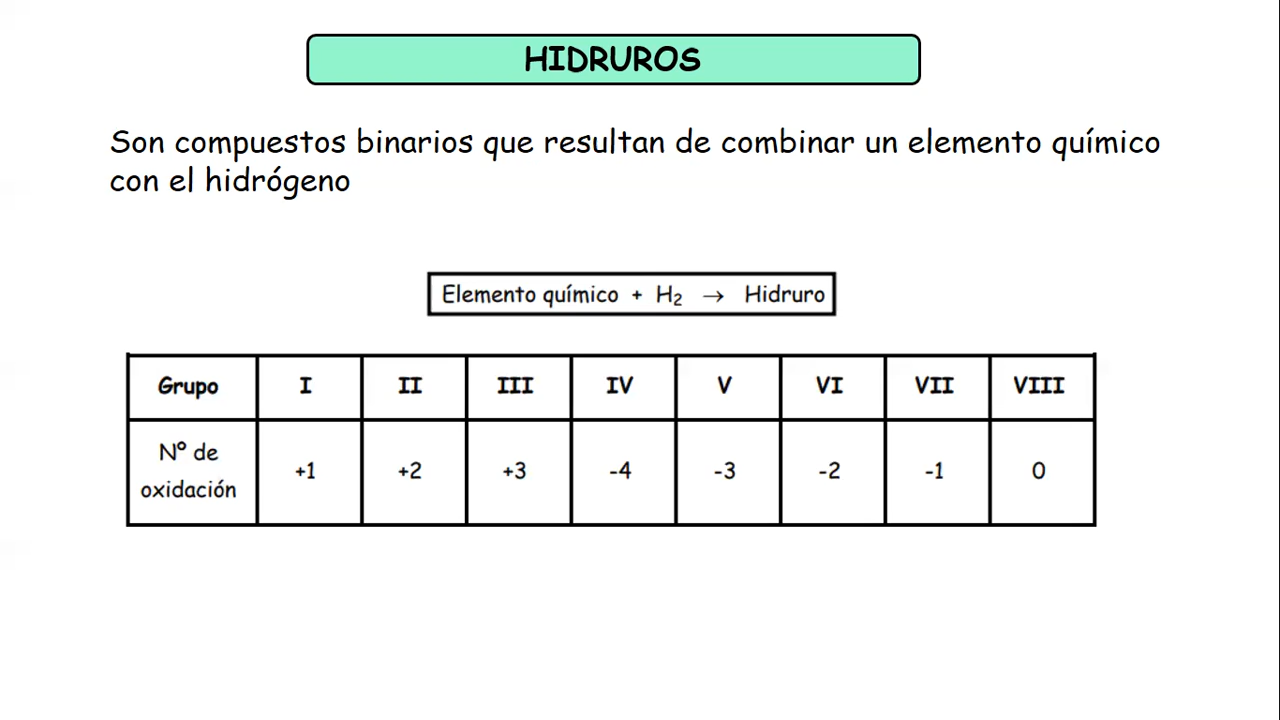 HIDRUROS
Son compuestos binarios que resultan de combinar un elemento químico
con el hidrógeno
Elemento químico + H₂ → Hidruro
Grupo I II III IV V VI VII VIII
Nº de
oxidación +1 +2 +3 -4 -3 -2 -1 0